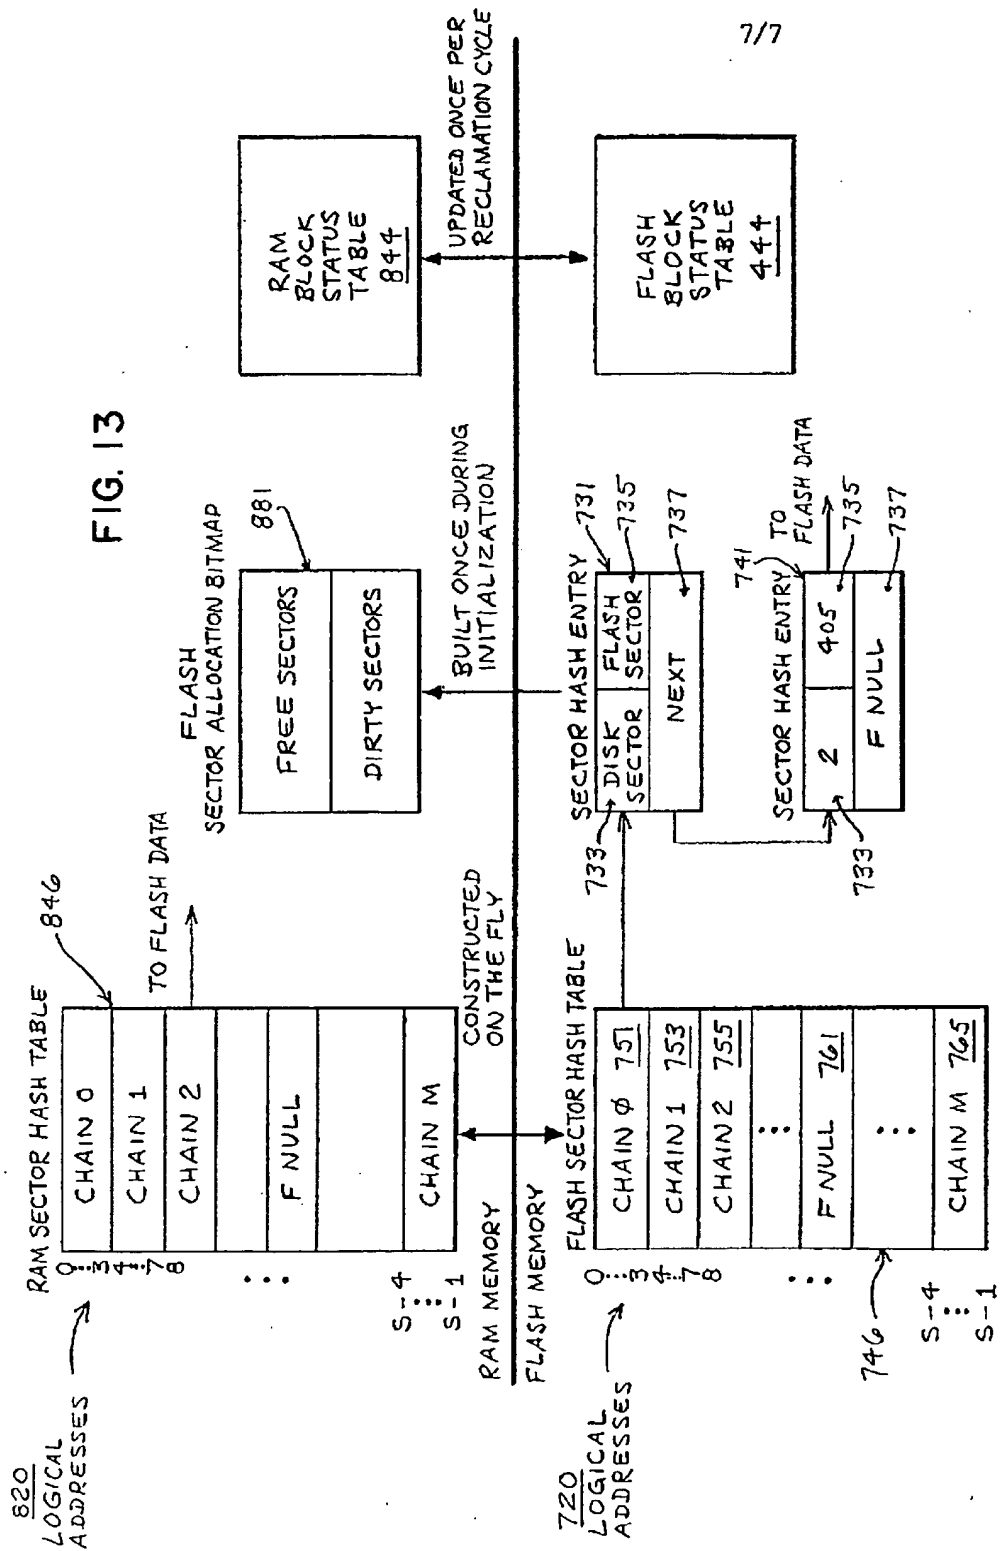 7/7
FIG. 13
820
LOGICAL
ADDRESSES
RAM SECTOR HASH TABLE
0
3
4
7
8
S-4
S-1
CHAIN 0
CHAIN 1
CHAIN 2
F NULL
CHAIN M
846
TO FLASH DATA
FLASH
SECTOR ALLOCATION BITMAP
FREE SECTORS
DIRTY SECTORS
881
RAM
BLOCK
STATUS
TABLE
844
RAM MEMORY
CONSTRUCTED
ON THE FLY
BUILT ONCE DURING
INITIALIZATION
UPDATED ONCE PER
RECLAMATION CYCLE
FLASH MEMORY
720
LOGICAL
ADDRESSES
FLASH SECTOR HASH TABLE
0
3
4
7
8
S-4
S-1
746
CHAIN Ø 751
CHAIN 1 753
CHAIN 2 755
F NULL 761
CHAIN M 765
SECTOR HASH ENTRY
731
733
DISK
SECTOR
FLASH
SECTOR
735
NEXT
737
SECTOR HASH ENTRY
741
TO
FLASH DATA
733
2
405
735
F NULL
737
FLASH
BLOCK
STATUS
TABLE
444